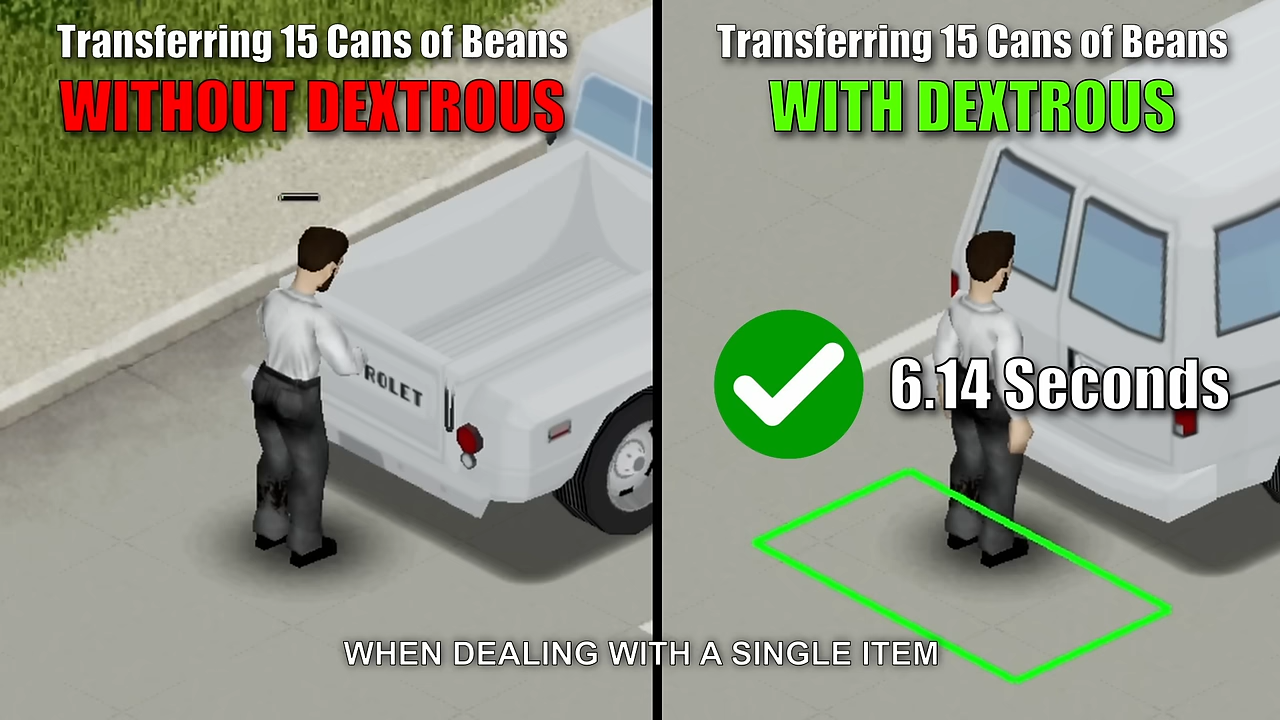 Transferring 15 Cans of Beans
WITHOUT DEXTROUS
ROLET
Transferring 15 Cans of Beans
WITH DEXTROUS
6.14 Seconds
WHEN DEALING WITH A SINGLE ITEM